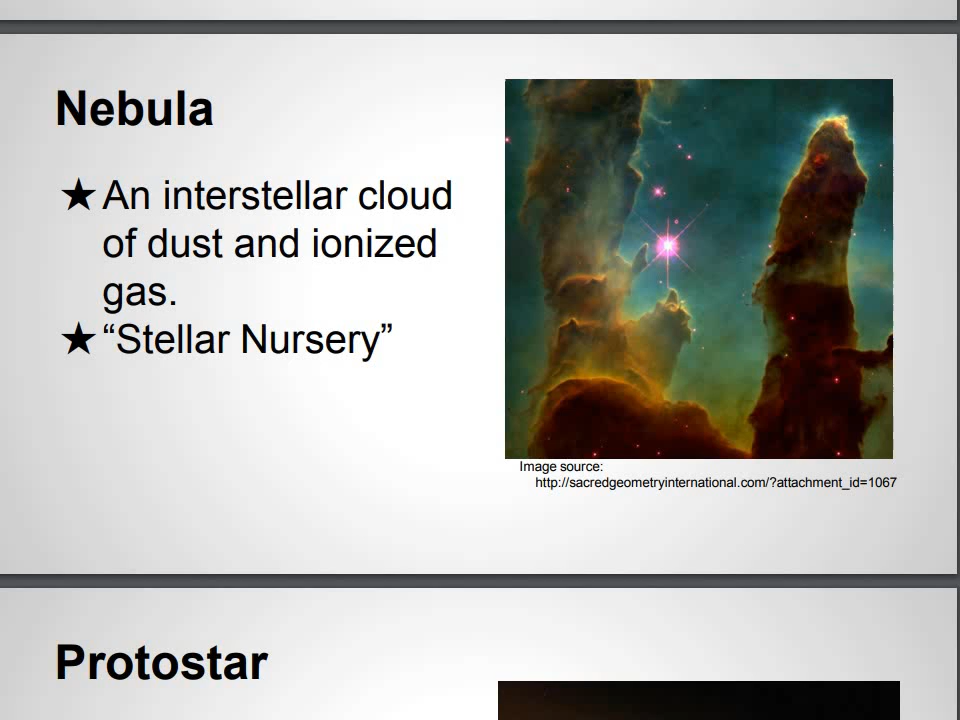 Nebula
★ An interstellar cloud
of dust and ionized
gas.
★ “Stellar Nursery”
Image source:
http://sacredgeometryinternational.com/?attachment_id=1067
Protostar